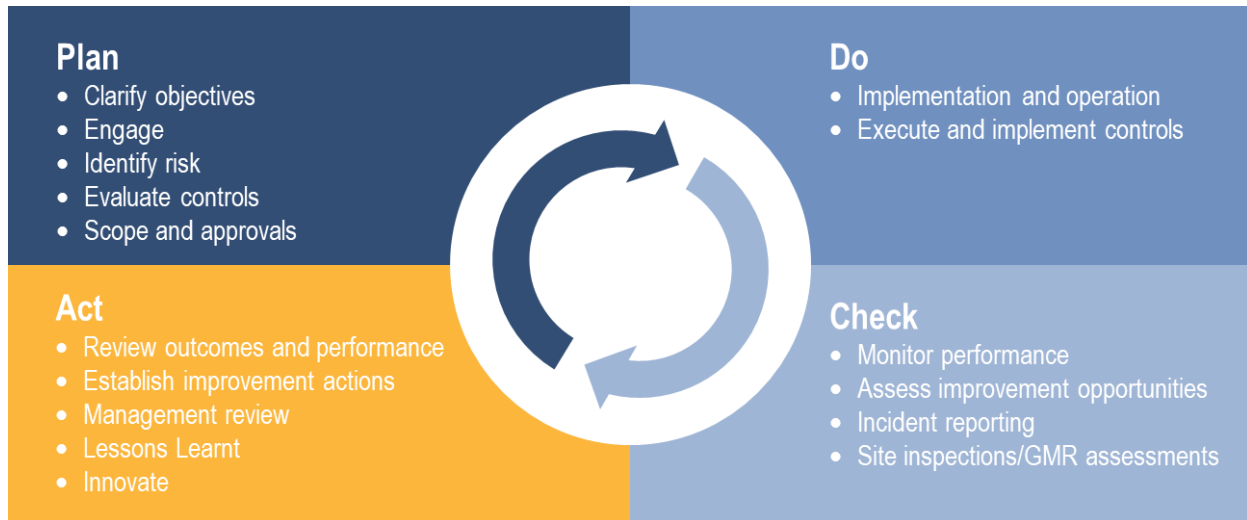 Plan
• Clarify objectives
• Engage
• Identify risk
• Evaluate controls
• Scope and approvals
Do
• Implementation and operation
• Execute and implement controls
Act
• Review outcomes and performance
• Establish improvement actions
• Management review
• Lessons Learnt
• Innovate
Check
• Monitor performance
• Assess improvement opportunities
• Incident reporting
• Site inspections/GMR assessments